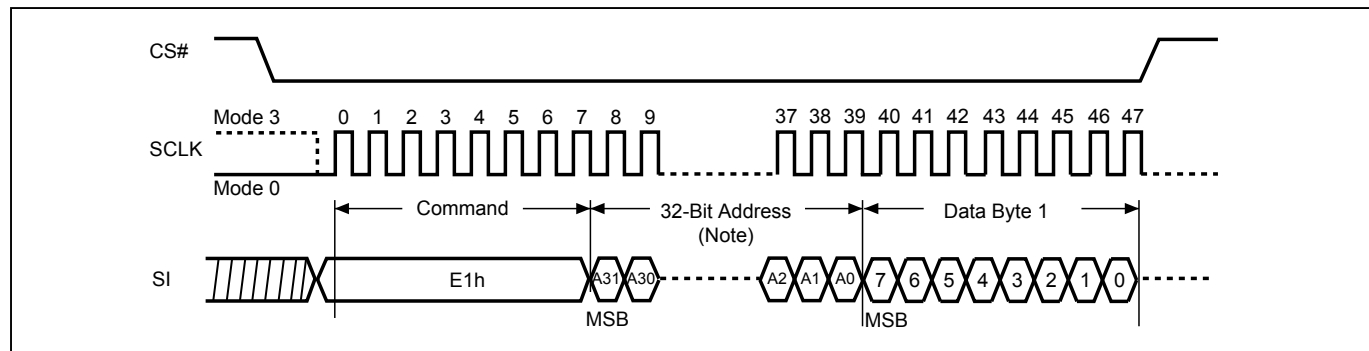 CS#
Mode 3 0 1 2 3 4 5 6 7 8 9 37 38 39 40 41 42 43 44 45 46 47
SCLK
Mode 0
Command 32-Bit Address Data Byte 1
(Note)
SI E1h A31 A30 A2 A1 A0 7 6 5 4 3 2 1 0
MSB MSB